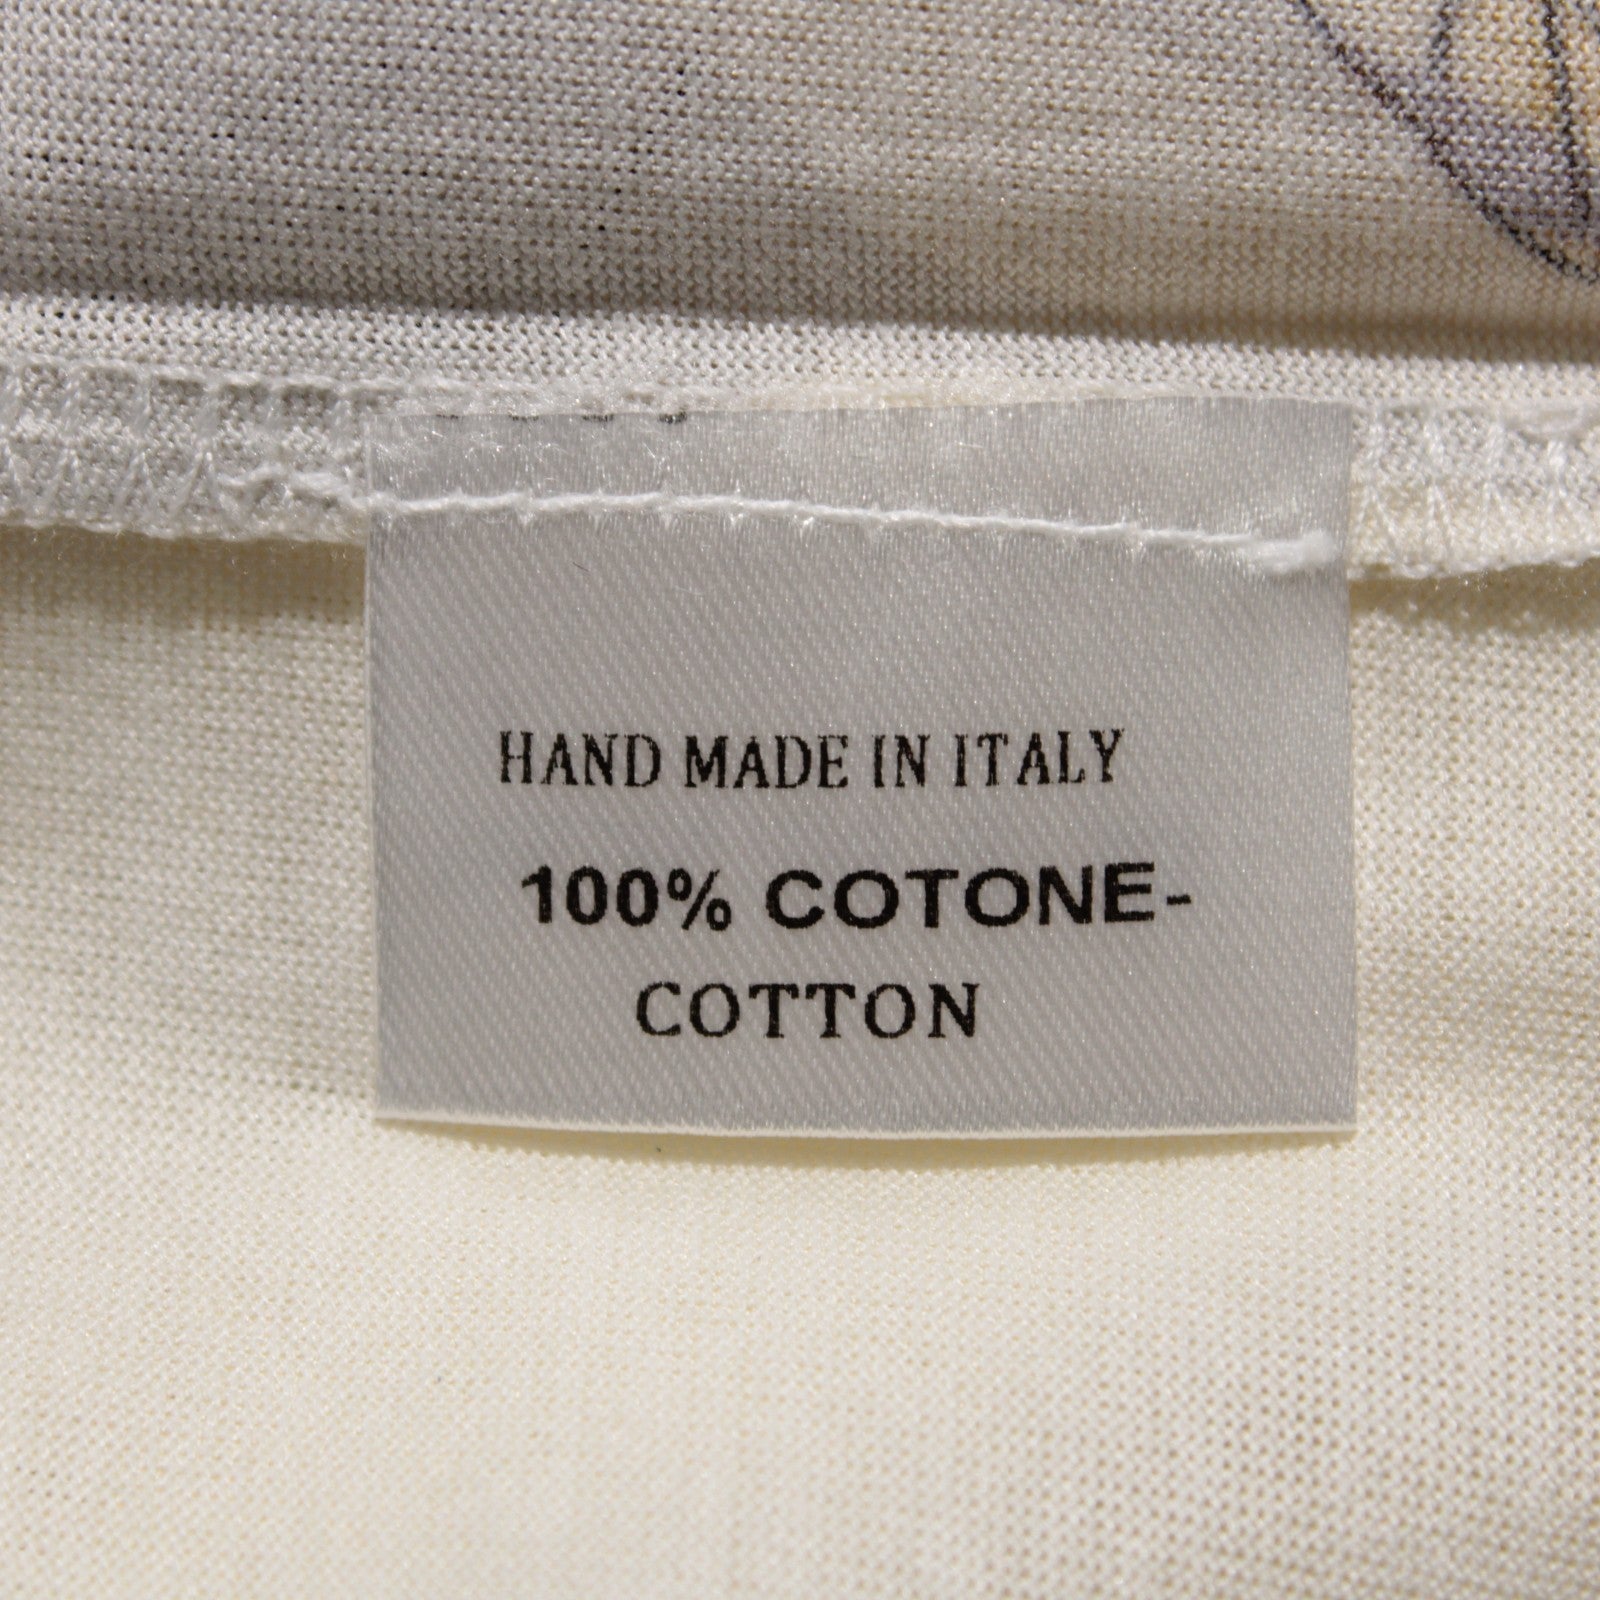 HAND MADE IN ITALY
100% COTONE-
COTTON